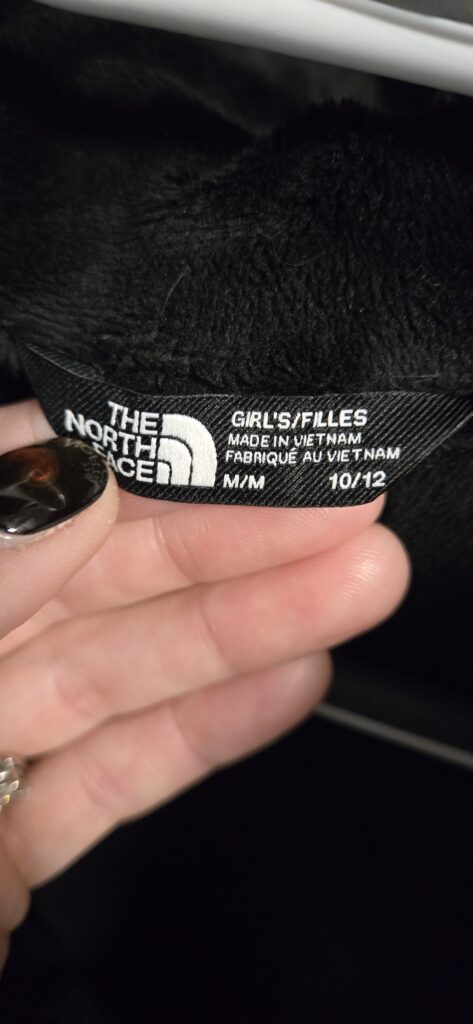 THE
NORTH
FACE
GIRL'S/FILLES
MADE IN VIETNAM
FABRIQUÉ AU VIETNAM
M/M 10/12